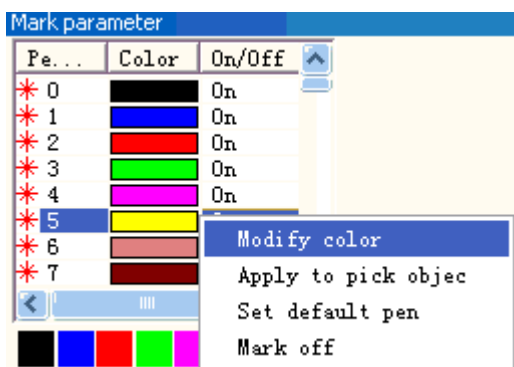 Mark parameter
Pe... Color On/Off
0 On
1 On
2 On
3 On
4 On
5
6
7
Modify color
Apply to pick objec
Set default pen
Mark off